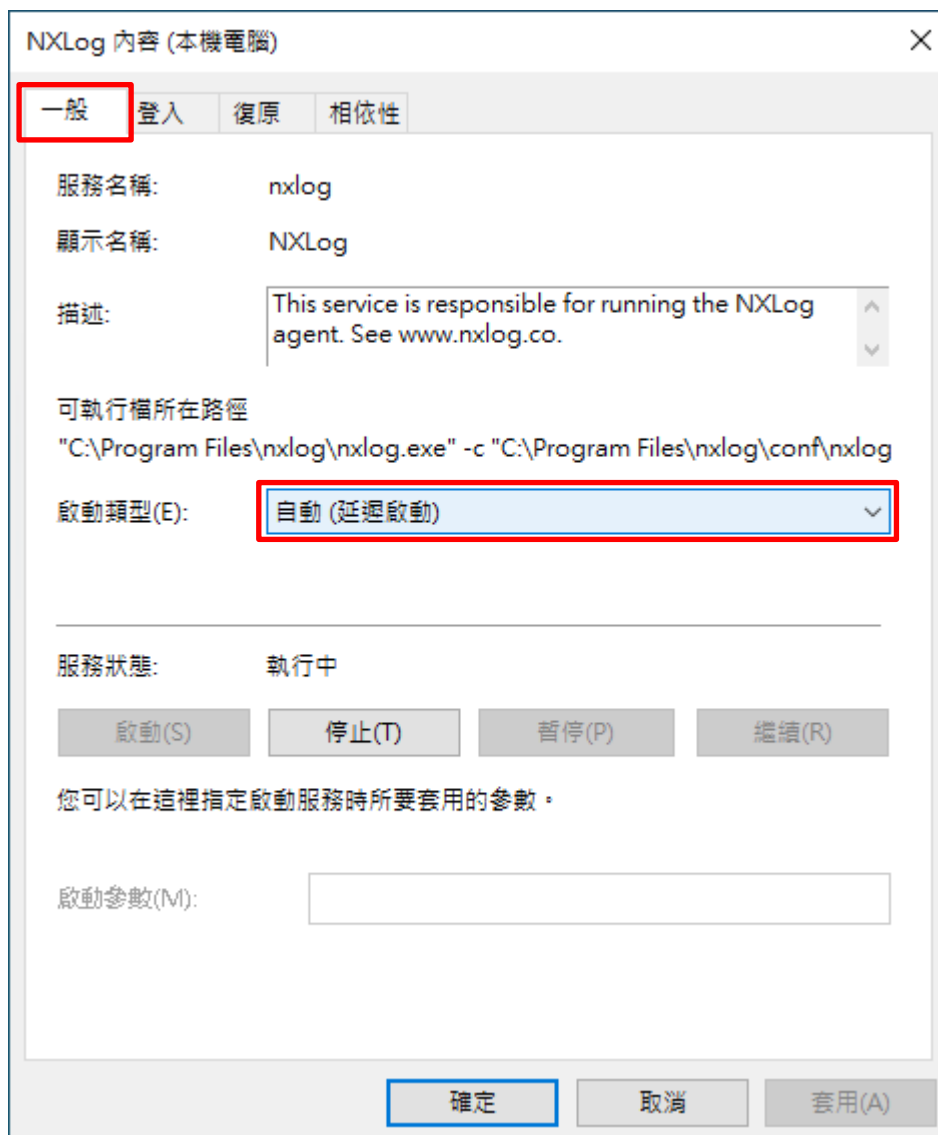 NXLog 內容 (本機電腦)
一般 登入 復原 相依性
服務名稱: nxlog
顯示名稱: NXLog
描述: This service is responsible for running the NXLog
agent. See www.nxlog.co.
可執行檔所在路徑
"C:\Program Files\nxlog\nxlog.exe" -c "C:\Program Files\nxlog\conf\nxlog
啟動類型(E): 自動 (延遲啟動)
服務狀態: 執行中
啟動(S) 停止(T) 暫停(P) 繼續(R)
您可以在這裡指定啟動服務時所要套用的參數。
啟動參數(M):
確定 取消 套用(A)